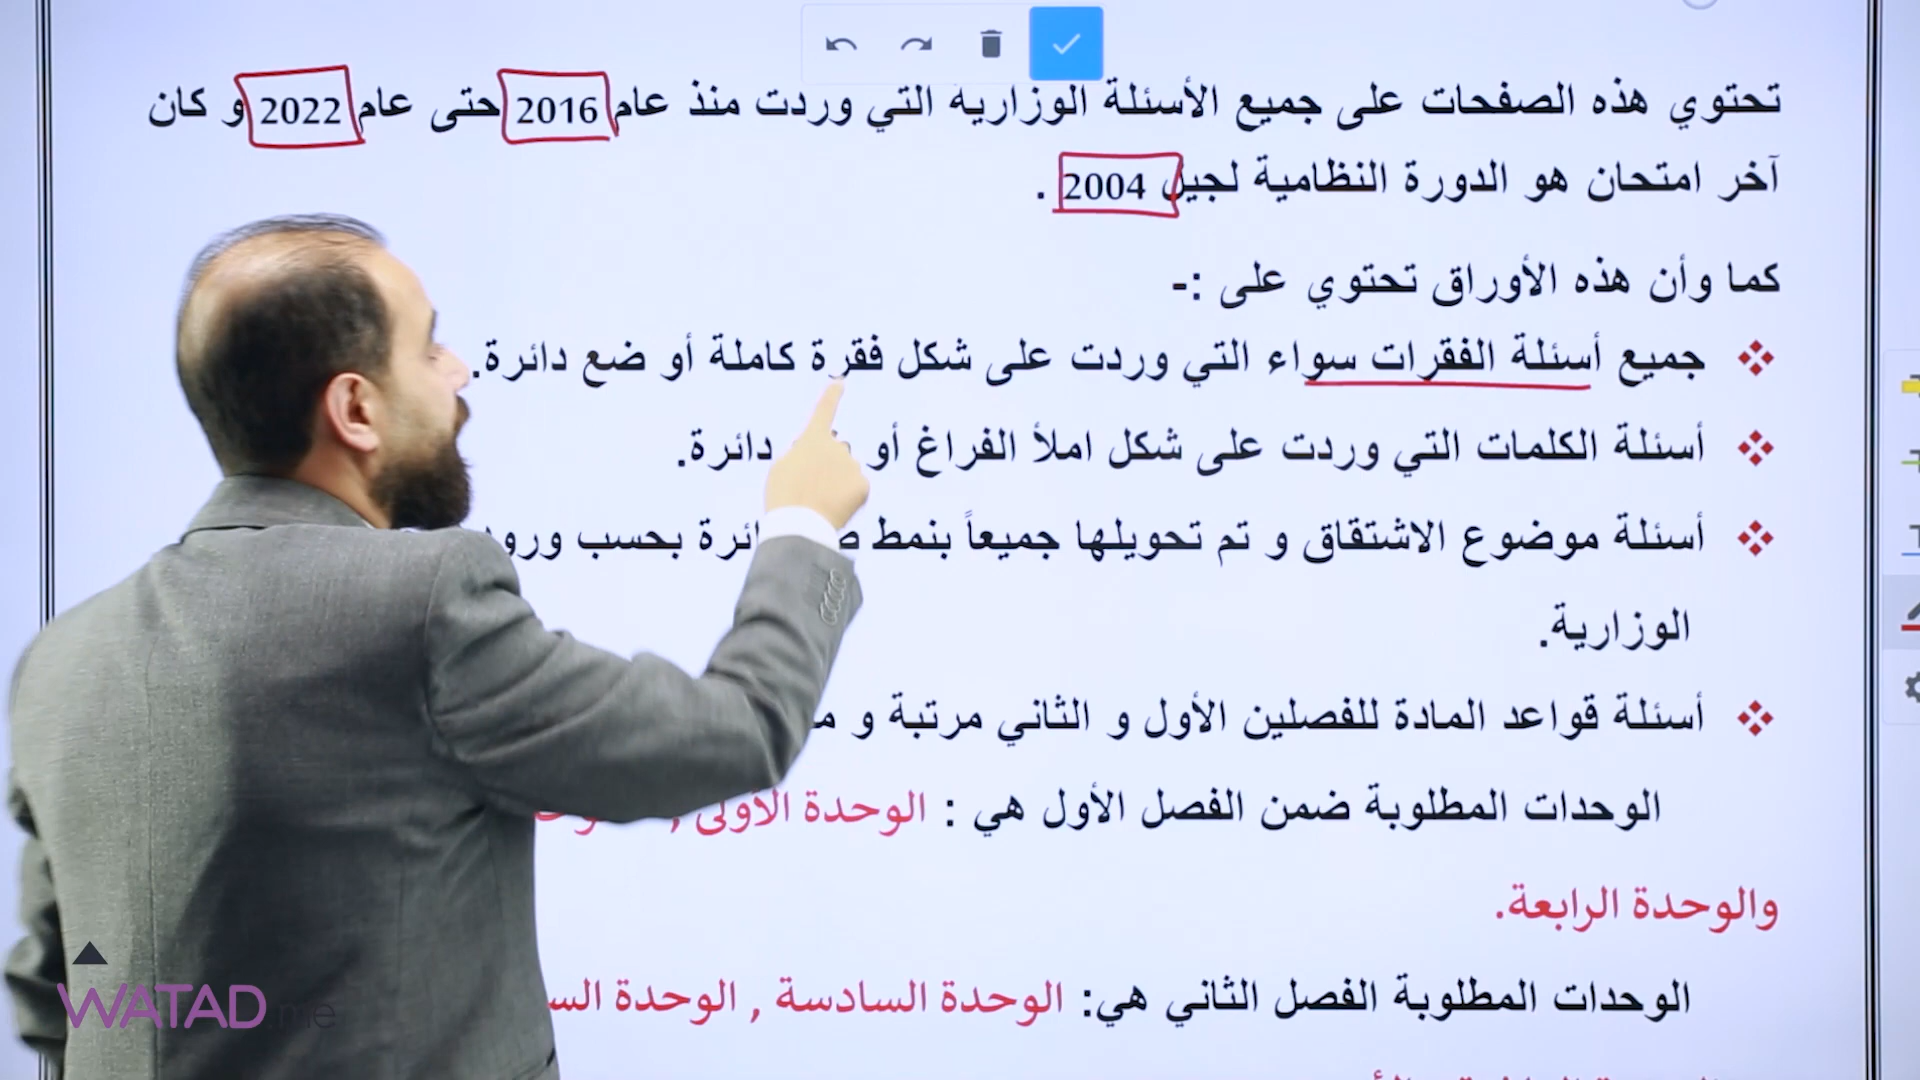 تحتوي هذه الصفحات على جميع الأسئلة الوزاريه التي وردت منذ عام 2016 حتى عام 2022 و كان
آخر امتحان هو الدورة النظامية لجيل 2004 .
كما وأن هذه الأوراق تحتوي على :-
جميع أسئلة الفقرات سواء التي وردت على شكل فقرة كاملة أو ضع دائرة.
أسئلة الكلمات التي وردت على شكل املأ الفراغ أو دائرة.
أسئلة موضوع الاشتقاق و تم تحويلها جميعاً بنمط بحسب
الوزارية.
أسئلة قواعد المادة للفصلين الأول و الثاني مرتبة و
الوحدات المطلوبة ضمن الفصل الأول هي : الوحدة الأولى ,
والوحدة الرابعة.
الوحدات المطلوبة الفصل الثاني هي: الوحدة السادسة , الوحدة
WATAD.me